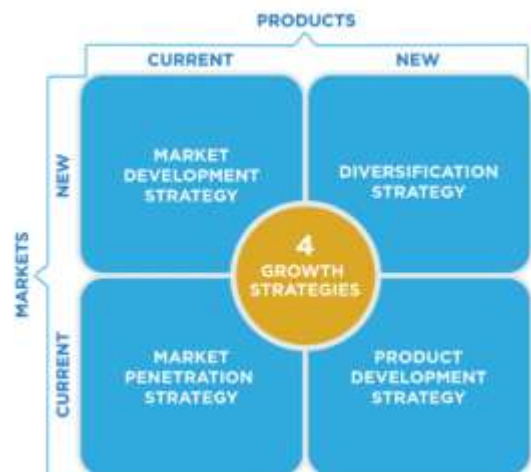 PRODUCTS
CURRENT
NEW
MARKETS
NEW
MARKET
DEVELOPMENT
STRATEGY
DIVERSIFICATION
STRATEGY
4
GROWTH
STRATEGIES
CURRENT
MARKET
PENETRATION
STRATEGY
PRODUCT
DEVELOPMENT
STRATEGY